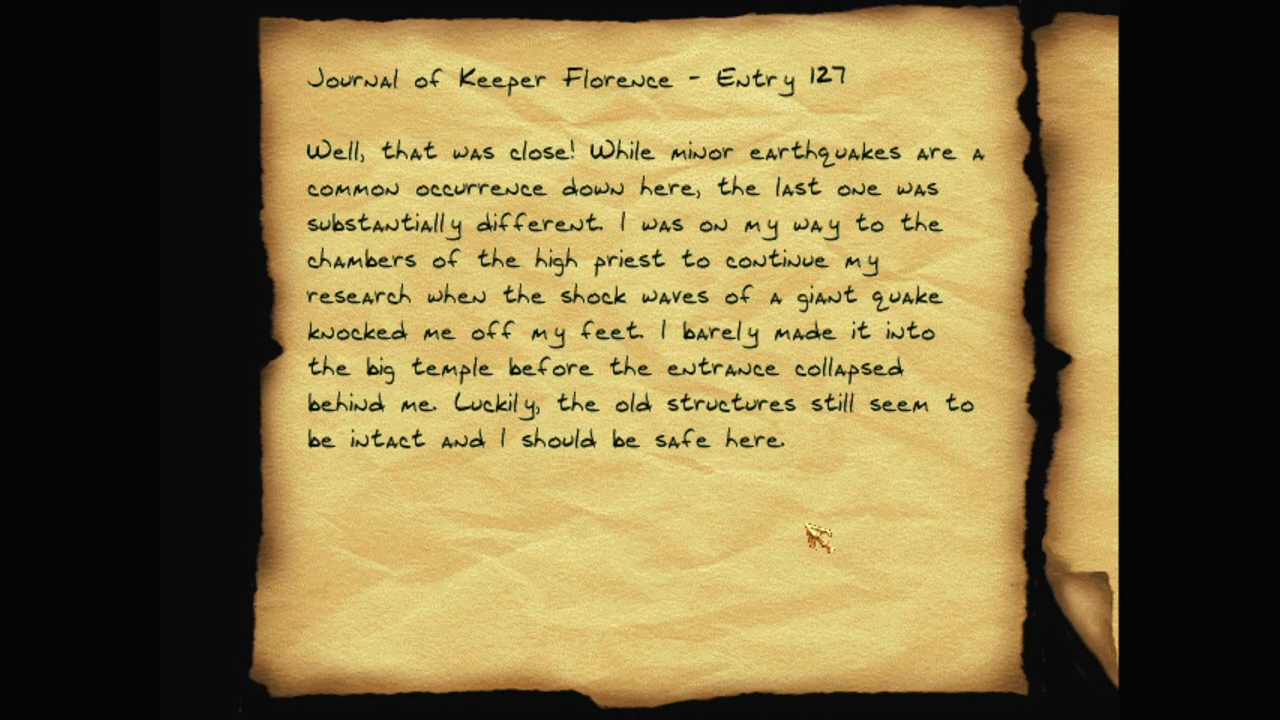 Journal of Keeper Florence - Entry 127
Well, that was close! While minor earthquakes are a
common occurrence down here, the last one was
substantially different. I was on my way to the
chambers of the high priest to continue my
research when the shock waves of a giant quake
knocked me off my feet. I barely made it into
the big temple before the entrance collapsed
behind me. Luckily, the old structures still seem to
be intact and I should be safe here.